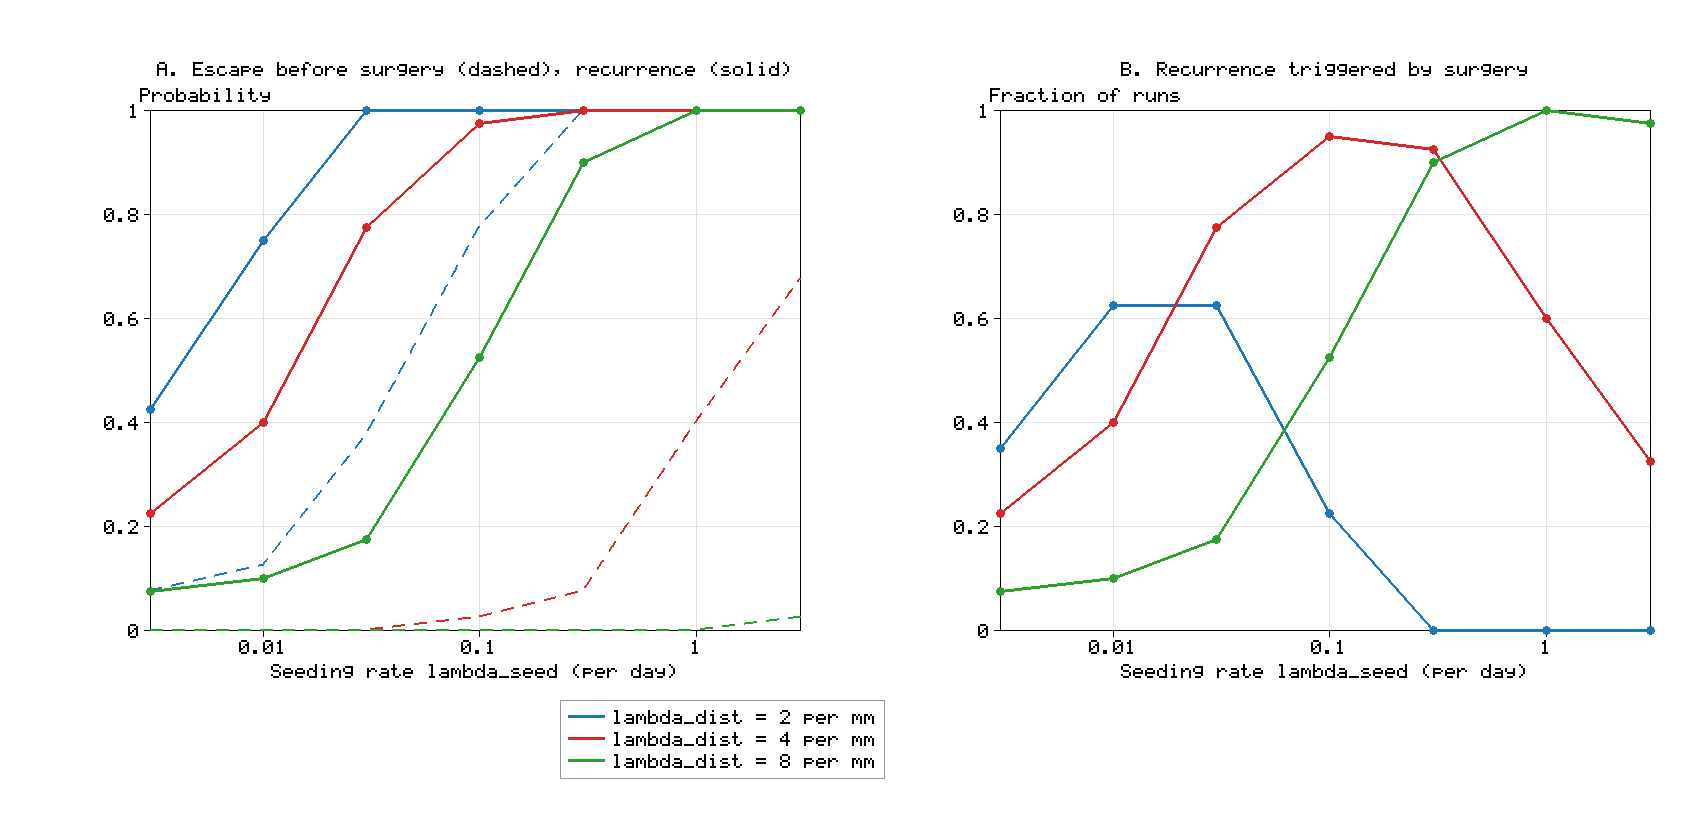 A. Escape before surgery (dashed), recurrence (solid)
Probability
1
0.8
0.6
0.4
0.2
0
0.01 0.1 1
Seeding rate lambda_seed (per day)
B. Recurrence triggered by surgery
Fraction of runs
1
0.8
0.6
0.4
0.2
0
0.01 0.1 1
Seeding rate lambda_seed (per day)
lambda_dist = 2 per mm
lambda_dist = 4 per mm
lambda_dist = 8 per mm